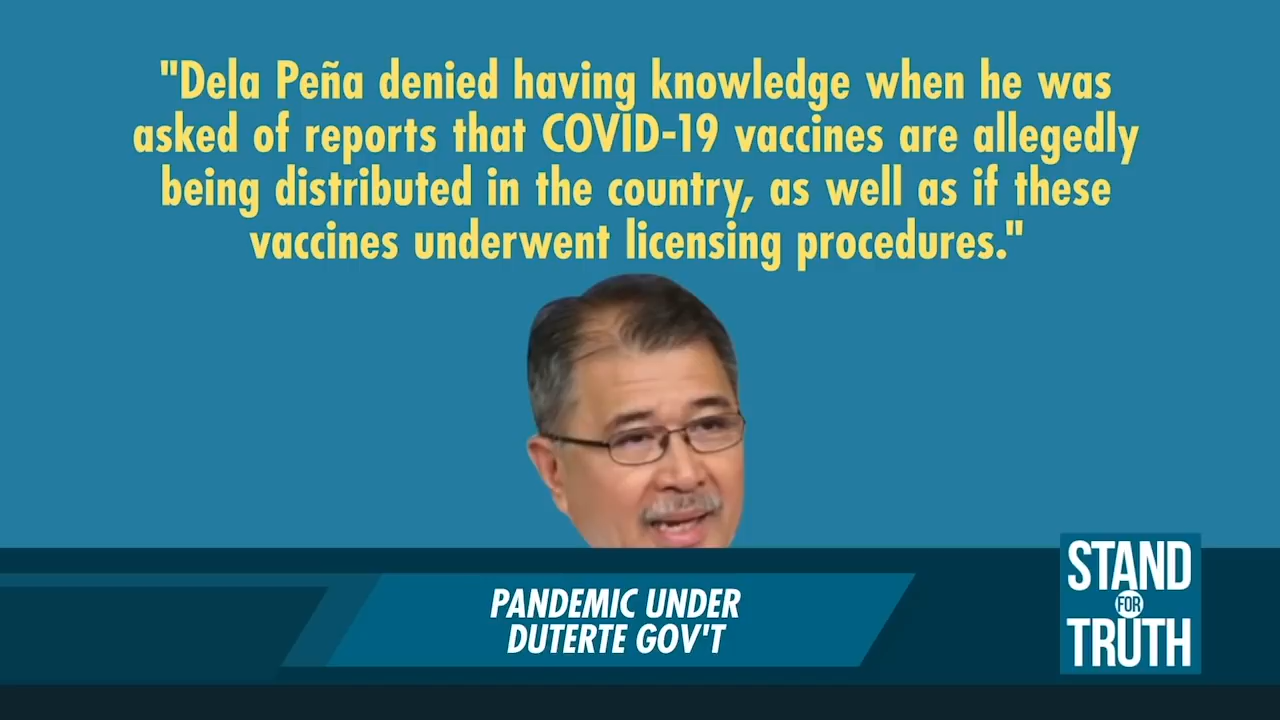 "Dela Peña denied having knowledge when he was
asked of reports that COVID-19 vaccines are allegedly
being distributed in the country, as well as if these
vaccines underwent licensing procedures."
PANDEMIC UNDER
DUTERTE GOV'T
STAND
FOR
TRUTH